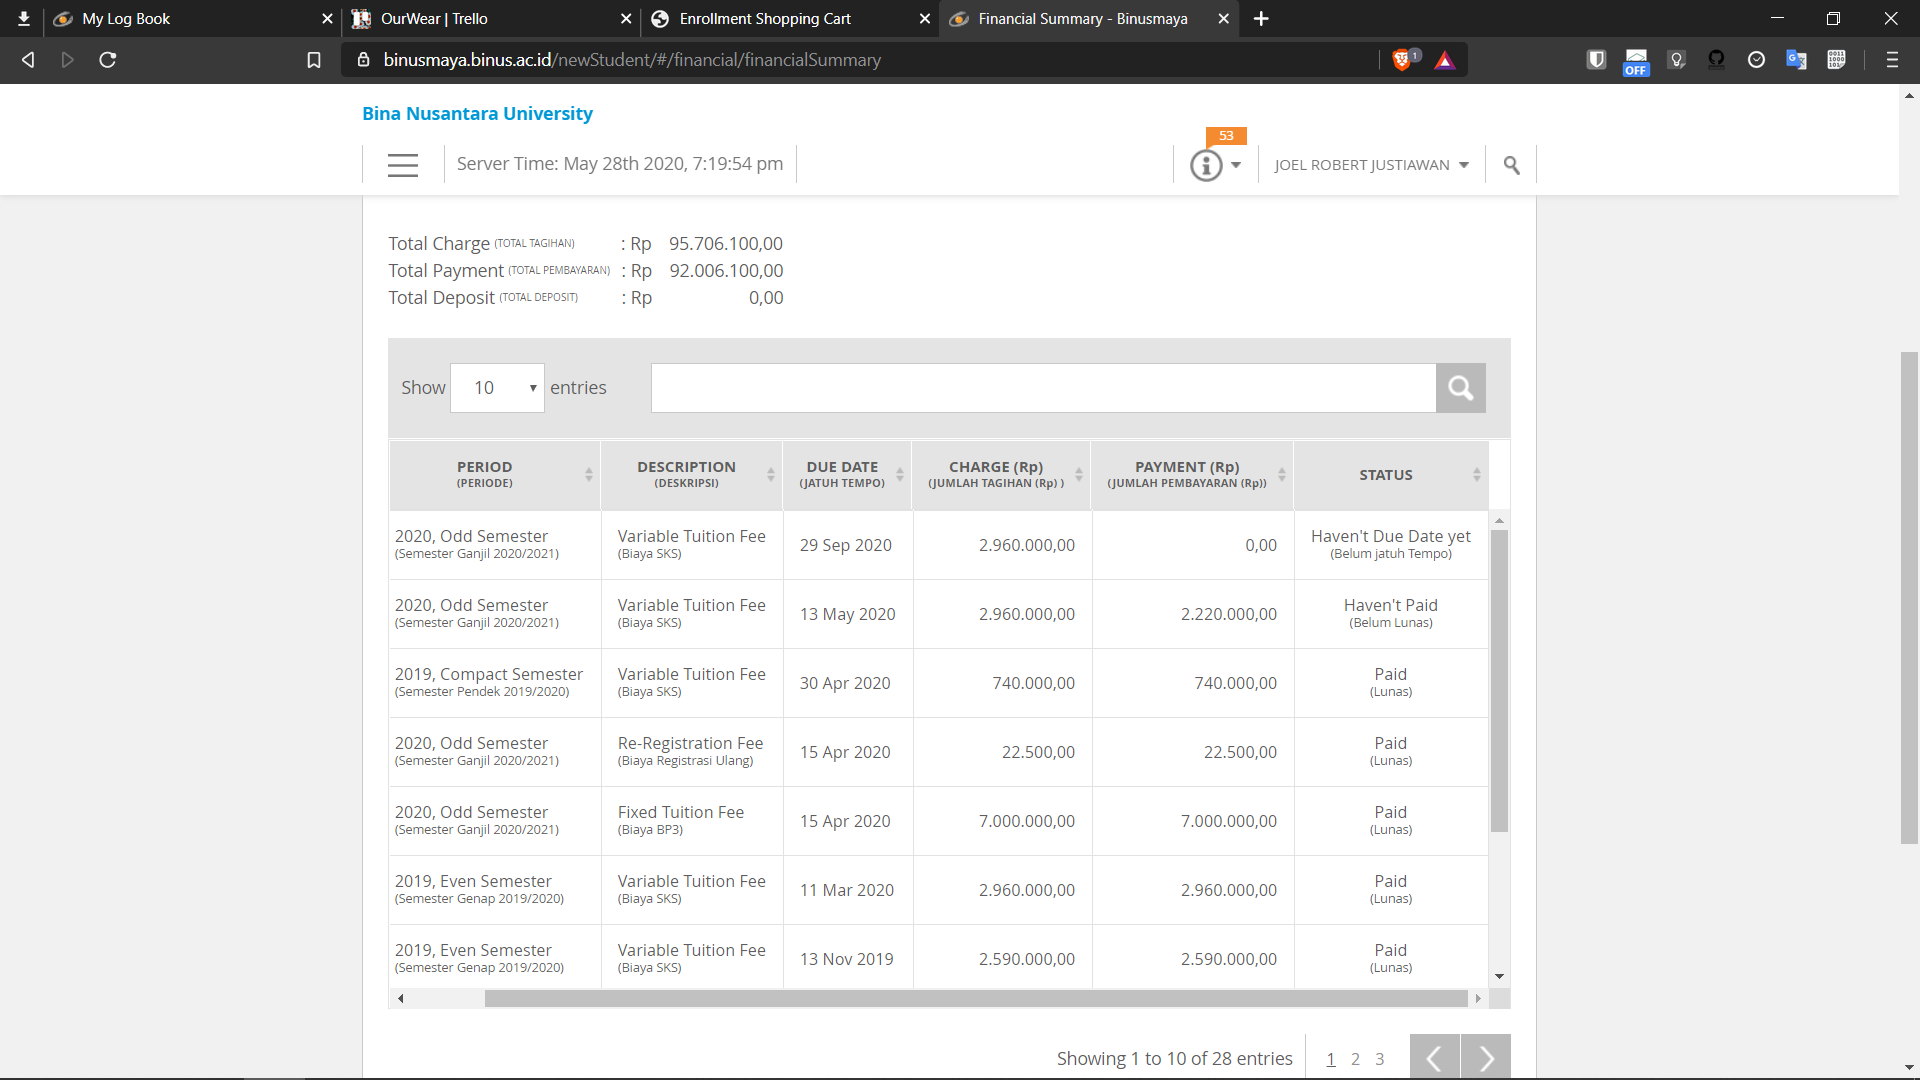 My Log Book
OurWear | Trello
Enrollment Shopping Cart
Financial Summary - Binusmaya
binusmaya.binus.ac.id/newStudent/#/financial/financialSummary
1
OFF
Bina Nusantara University
Server Time: May 28th 2020, 7:19:54 pm
53
JOEL ROBERT JUSTIAWAN
Total Charge (TOTAL TAGIHAN) : Rp 95.706.100,00
Total Payment (TOTAL PEMBAYARAN) : Rp 92.006.100,00
Total Deposit (TOTAL DEPOSIT) : Rp 0,00
Show 10 entries
PERIOD DESCRIPTION DUE DATE CHARGE (Rp) PAYMENT (Rp) STATUS
(PERIODE) (DESKRIPSI) (JATUH TEMPO) (JUMLAH TAGIHAN (Rp) ) (JUMLAH PEMBAYARAN (Rp))
2020, Odd Semester Variable Tuition Fee 29 Sep 2020 2.960.000,00 0,00 Haven't Due Date yet
(Semester Ganjil 2020/2021) (Biaya SKS) (Belum jatuh Tempo)
2020, Odd Semester Variable Tuition Fee 13 May 2020 2.960.000,00 2.220.000,00 Haven't Paid
(Semester Ganjil 2020/2021) (Biaya SKS) (Belum Lunas)
2019, Compact Semester Variable Tuition Fee 30 Apr 2020 740.000,00 740.000,00 Paid
(Semester Pendek 2019/2020) (Biaya SKS) (Lunas)
2020, Odd Semester Re-Registration Fee 15 Apr 2020 22.500,00 22.500,00 Paid
(Semester Ganjil 2020/2021) (Biaya Registrasi Ulang) (Lunas)
2020, Odd Semester Fixed Tuition Fee 15 Apr 2020 7.000.000,00 7.000.000,00 Paid
(Semester Ganjil 2020/2021) (Biaya BP3) (Lunas)
2019, Even Semester Variable Tuition Fee 11 Mar 2020 2.960.000,00 2.960.000,00 Paid
(Semester Genap 2019/2020) (Biaya SKS) (Lunas)
2019, Even Semester Variable Tuition Fee 13 Nov 2019 2.590.000,00 2.590.000,00 Paid
(Semester Genap 2019/2020) (Biaya SKS) (Lunas)
Showing 1 to 10 of 28 entries 1 2 3